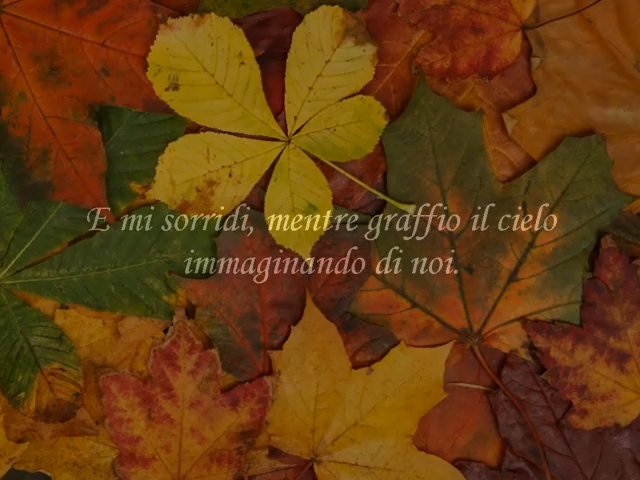 E mi sorridi, mentre graffio il cielo
immaginando di noi.